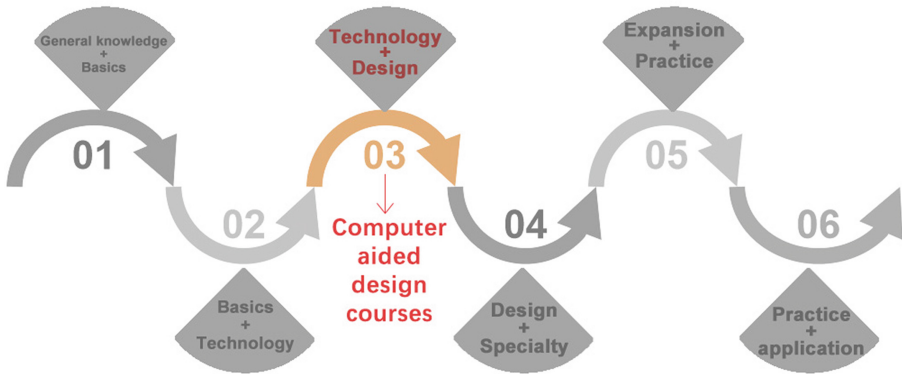 General knowledge
+
Basics
01
02
Basics
+
Technology
Technology
+
Design
03
Computer
aided
design
courses
04
Design
+
Specialty
Expansion
+
Practice
05
06
Practice
+
application